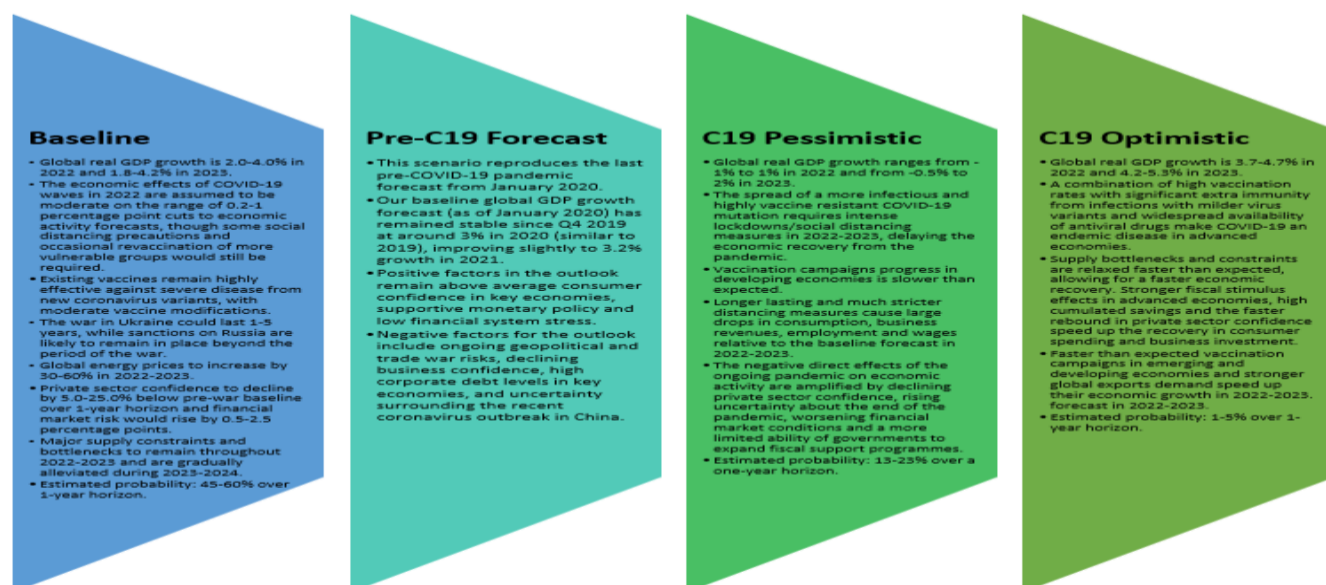 Baseline
• Global real GDP growth is 2.0-4.0% in
2022 and 1.8-4.2% in 2023.
• The economic effects of COVID-19
waves in 2022 are assumed to be
moderate on the range of 0.2-1
percentage point cuts to economic
activity forecasts, though some social
distancing precautions and
occasional revaccination of more
vulnerable groups would still be
required.
• Existing vaccines remain highly
effective against severe disease from
new coronavirus variants, with
moderate vaccine modifications.
• The war in Ukraine could last 1-5
years, while sanctions on Russia are
likely to remain in place beyond the
period of the war.
• Global energy prices to increase by
30-60% in 2022-2023.
• Private sector confidence to decline
by 5.0-25.0% below pre-war baseline
over 1-year horizon and financial
market risk would rise by 0.5-2.5
percentage points.
• Major supply constraints and
bottlenecks to remain throughout
2022-2023 and are gradually
alleviated during 2023-2024.
• Estimated probability: 45-60% over
1-year horizon.
Pre-C19 Forecast
• This scenario reproduces the last
pre-COVID-19 pandemic
forecast from January 2020.
• Our baseline global GDP growth
forecast (as of January 2020) has
remained stable since Q4 2019
at around 3% in 2020 (similar to
2019), improving slightly to 3.2%
growth in 2021.
• Positive factors in the outlook
remain above average consumer
confidence in key economies,
supportive monetary policy and
low financial system stress.
• Negative factors for the outlook
include ongoing geopolitical and
trade war risks, declining
business confidence, high
corporate debt levels in key
economies, and uncertainty
surrounding the recent
coronavirus outbreak in China.
C19 Pessimistic
• Global real GDP growth ranges from -
1% to 1% in 2022 and from -0.5% to
2% in 2023.
• The spread of a more infectious and
highly vaccine resistant COVID-19
mutation requires intense
lockdowns/social distancing
measures in 2022-2023, delaying the
economic recovery from the
pandemic.
• Vaccination campaigns progress in
developing economies is slower than
expected.
• Longer lasting and much stricter
distancing measures cause large
drops in consumption, business
revenues, employment and wages
relative to the baseline forecast in
2022-2023.
• The negative direct effects of the
ongoing pandemic on economic
activity are amplified by declining
private sector confidence, rising
uncertainty about the end of the
pandemic, worsening financial
market conditions and a more
limited ability of governments to
expand fiscal support programmes.
• Estimated probability: 13-23% over a
one-year horizon.
C19 Optimistic
• Global real GDP growth is 3.7-4.7% in
2022 and 4.2-5.3% in 2023.
• A combination of high vaccination
rates with significant extra immunity
from infections with milder virus
variants and widespread availability
of antiviral drugs make COVID-19 an
endemic disease in advanced
economies.
• Supply bottlenecks and constraints
are relaxed faster than expected,
allowing for a faster economic
recovery. Stronger fiscal stimulus
effects in advanced economies, high
cumulated savings and the faster
rebound in private sector confidence
speed up the recovery in consumer
spending and business investment.
• Faster than expected vaccination
campaigns in emerging and
developing economies and stronger
global exports demand speed up
their economic growth in 2022-2023.
forecast in 2022-2023.
• Estimated probability: 1-5% over 1-
year horizon.